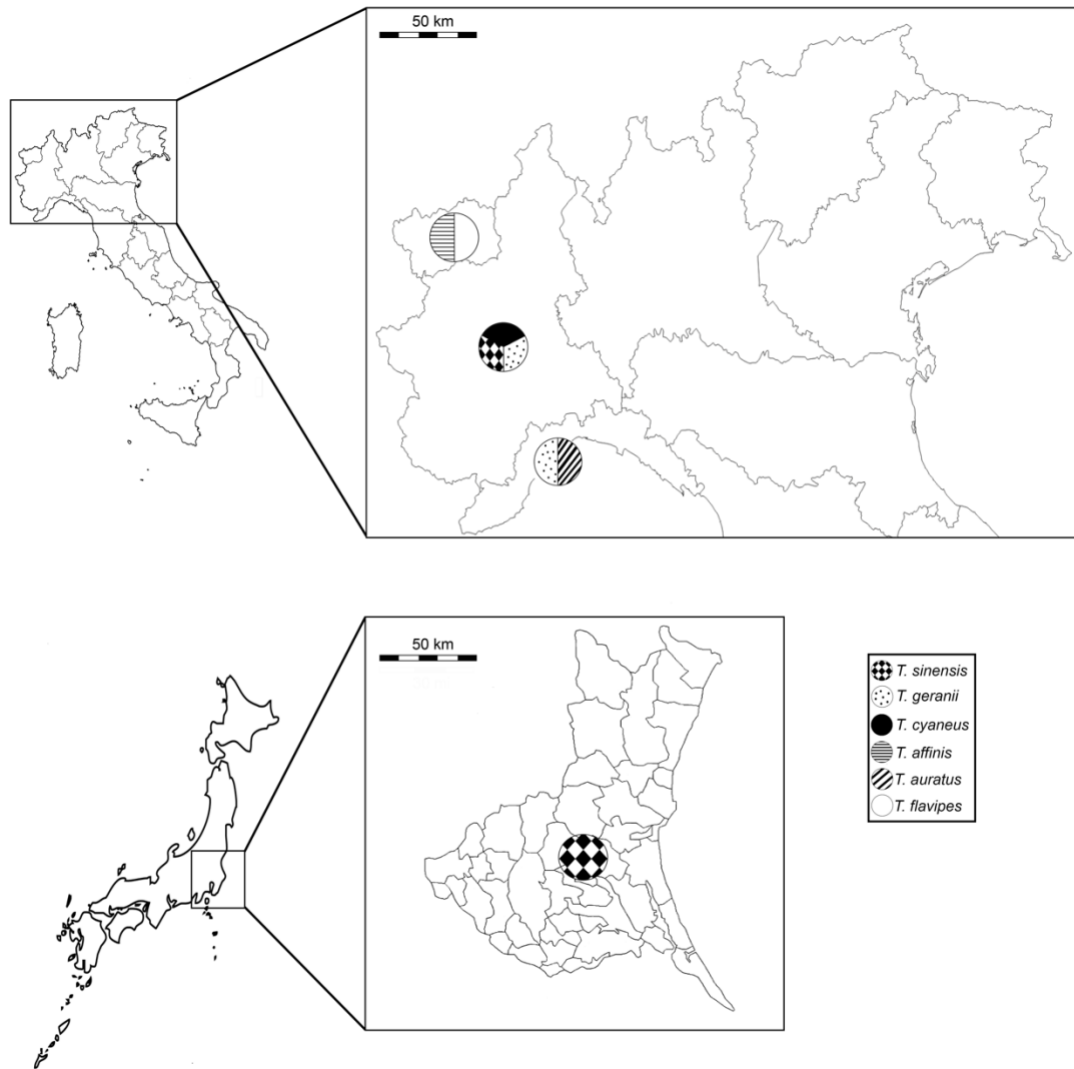 50 km
50 km
T. sinensis
T. geranii
T. cyaneus
T. affinis
T. auratus
T. flavipes